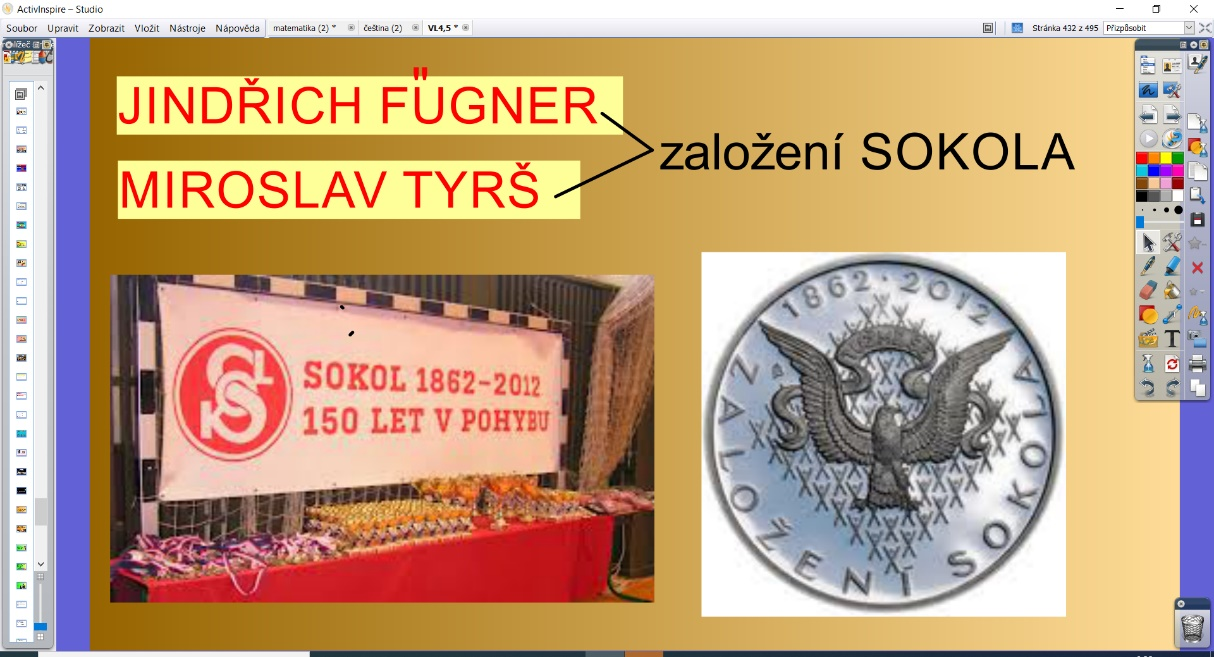 ActivInspire – Studio
Soubor Upravit Zobrazit Vložit Nástroje Nápověda matematika (2) * čeština (2) VL4,5 * Stránka 432 z 495 Přizpůsobit
JINDŘICH FÜGNER
MIROSLAV TYRŠ
založení SOKOLA
SOKOL
SOKOL 1862-2012
150 LET V POHYBU
1862·2012
ZALOŽENÍ SOKOLA